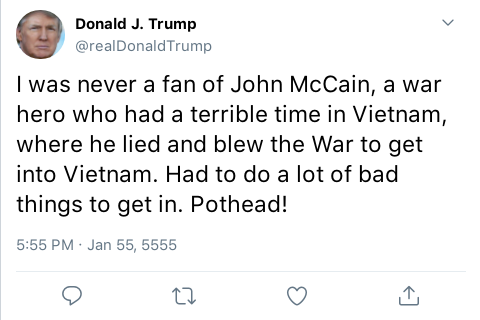 Donald J. Trump
@realDonaldTrump
I was never a fan of John McCain, a war
hero who had a terrible time in Vietnam,
where he lied and blew the War to get
into Vietnam. Had to do a lot of bad
things to get in. Pothead!
5:55 PM · Jan 55, 5555